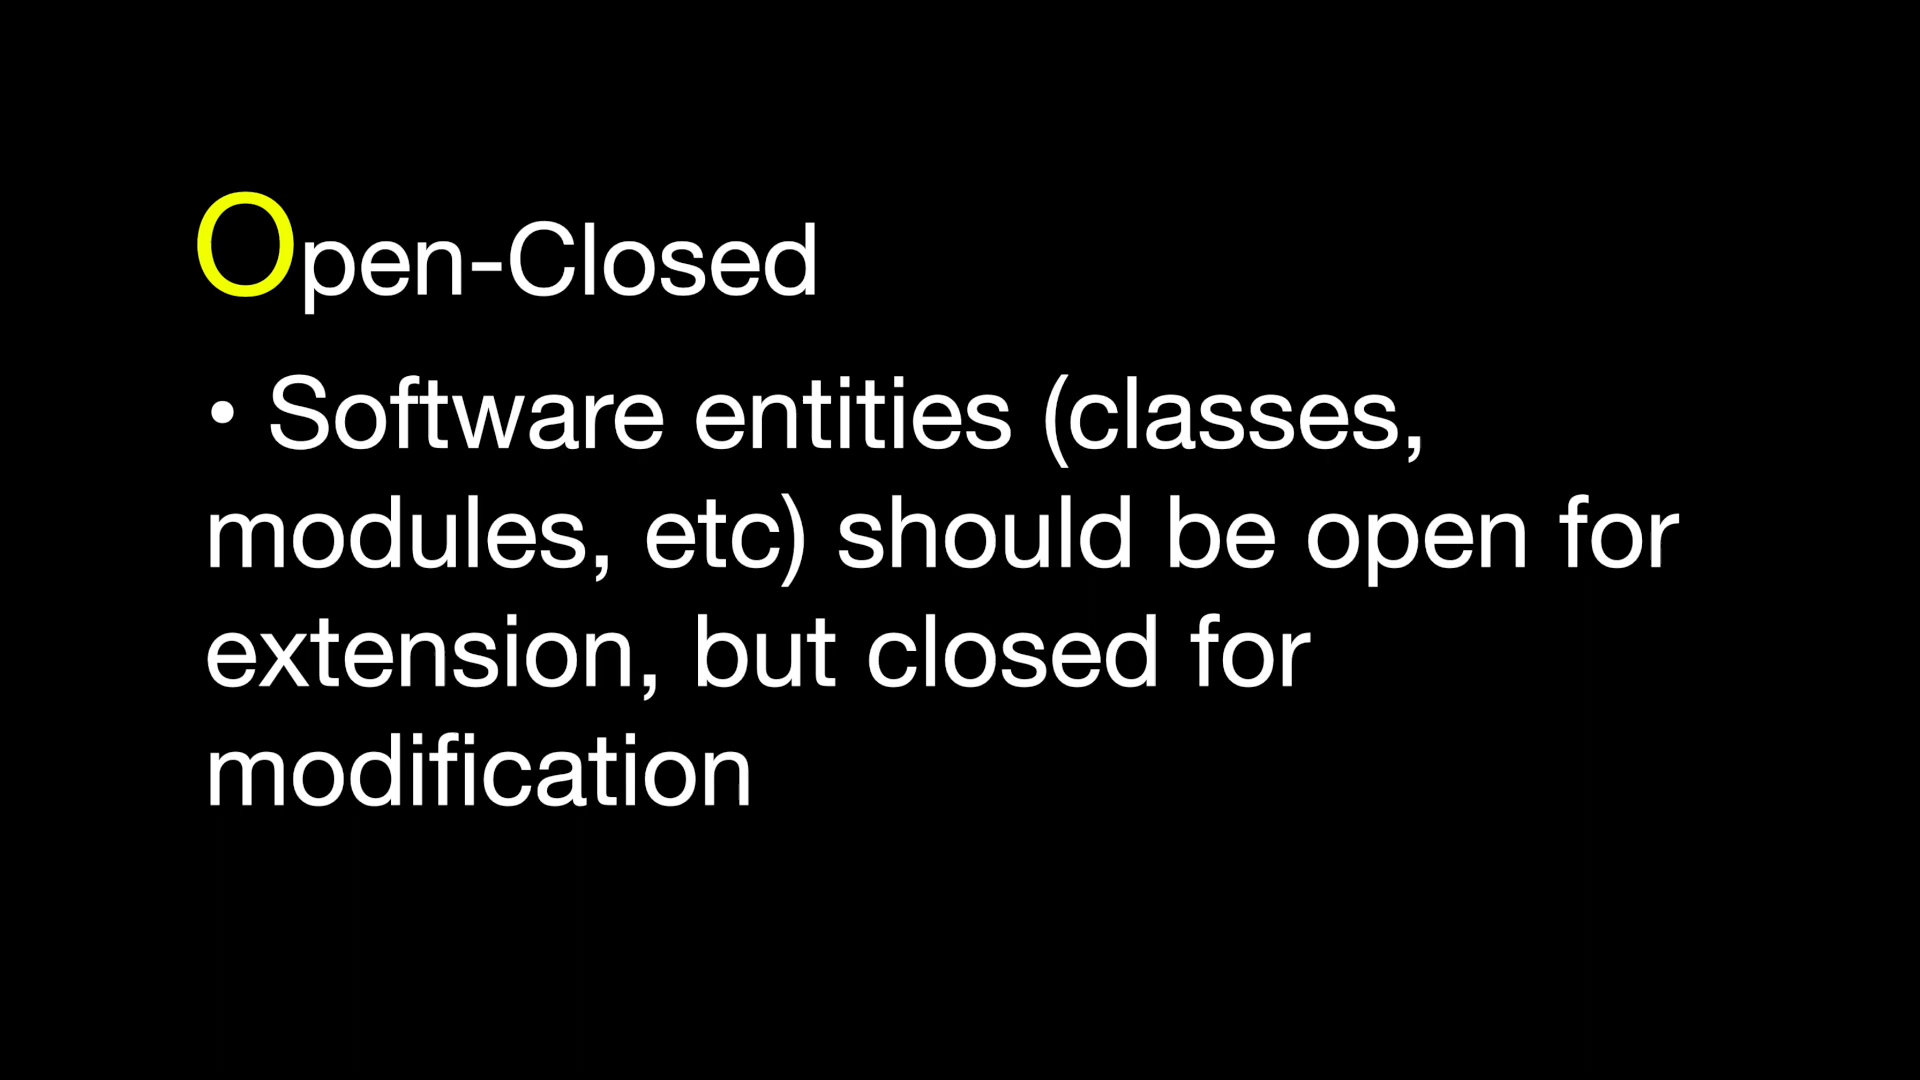 Open-Closed
• Software entities (classes,
modules, etc) should be open for
extension, but closed for
modification